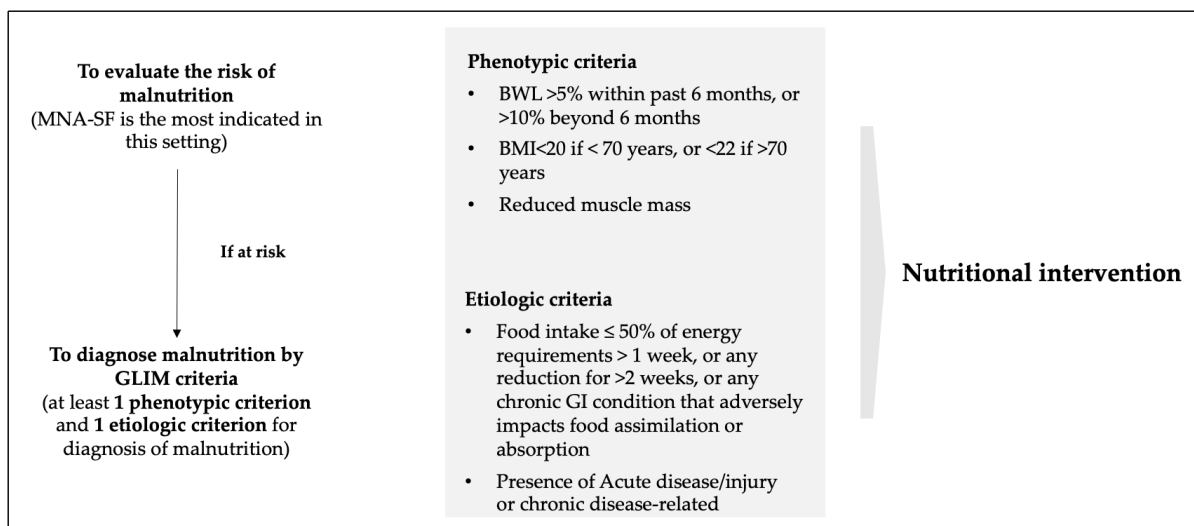 To evaluate the risk of
malnutrition
(MNA-SF is the most indicated in
this setting)
If at risk
To diagnose malnutrition by
GLIM criteria
(at least 1 phenotypic criterion
and 1 etiologic criterion for
diagnosis of malnutrition)
Phenotypic criteria
• BWL >5% within past 6 months, or
>10% beyond 6 months
• BMI<20 if < 70 years, or <22 if >70
years
• Reduced muscle mass
Etiologic criteria
• Food intake ≤ 50% of energy
requirements > 1 week, or any
reduction for >2 weeks, or any
chronic GI condition that adversely
impacts food assimilation or
absorption
• Presence of Acute disease/injury
or chronic disease-related
Nutritional intervention